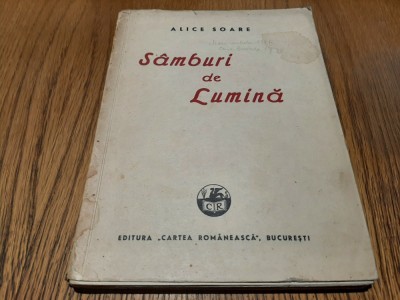 ALICE SOARE
Sâmburi
de
Lumină
C R
EDITURA „CARTEA ROMÂNEASCĂ", BUCUREȘTI